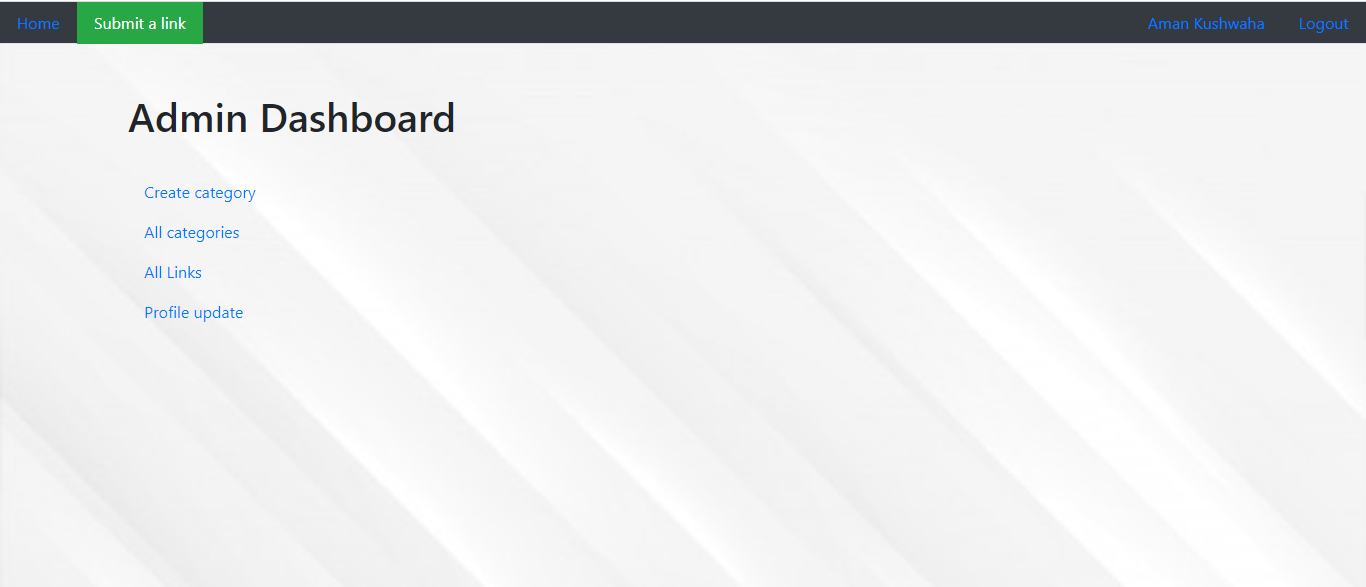 Home Submit a link Aman Kushwaha Logout
Admin Dashboard
Create category
All categories
All Links
Profile update